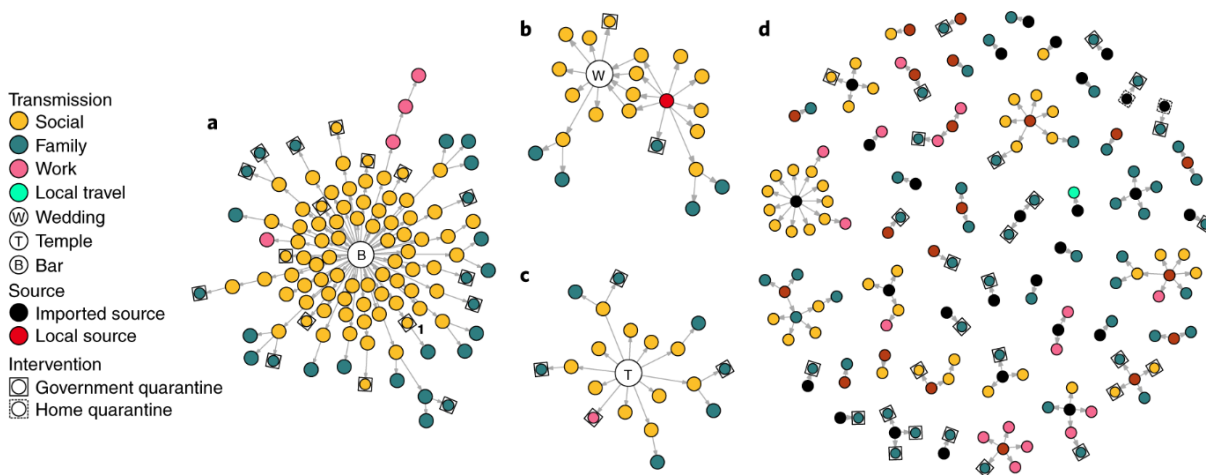 Transmission
Social
Family
Work
Local travel
W Wedding
T Temple
B Bar
Source
Imported source
Local source
Intervention
Government quarantine
Home quarantine
a
B
1
b
W
c
T
d